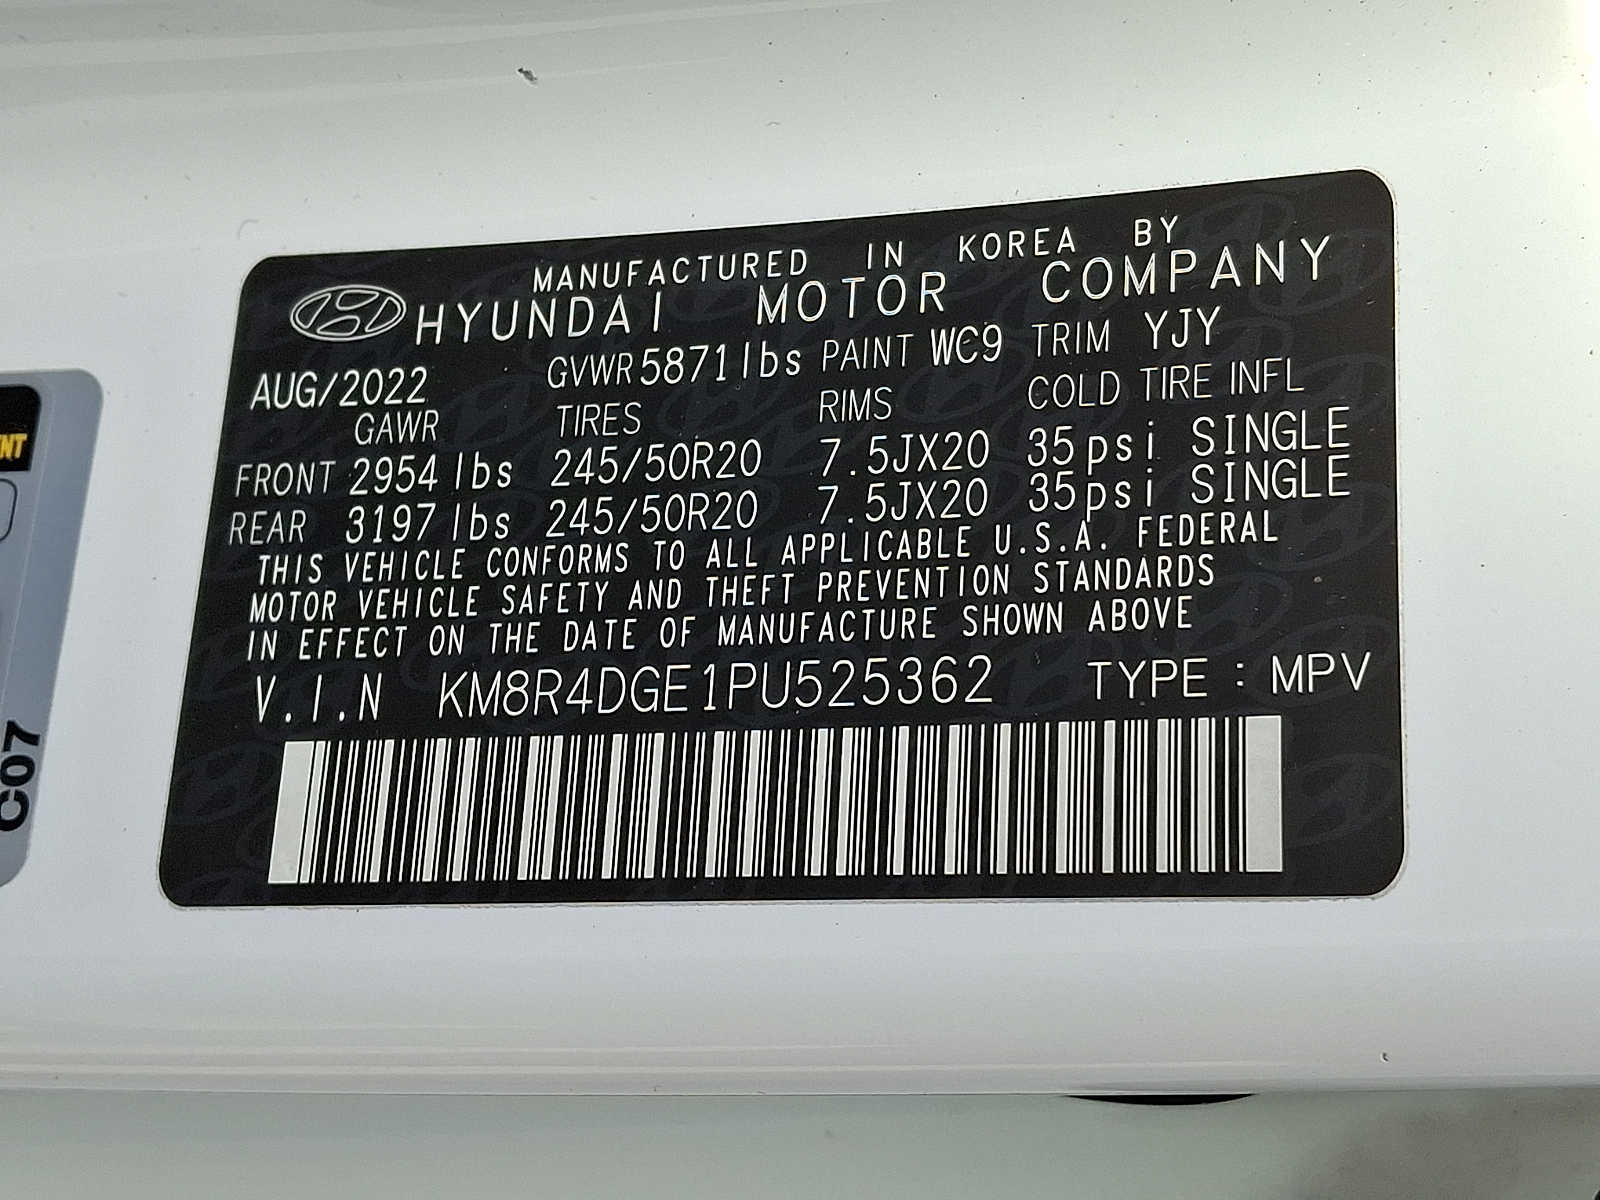 MANUFACTURED IN KOREA BY
HYUNDAI MOTOR COMPANY
AUG/2022 GVWR 5871lbs PAINT WC9 TRIM YJY
GAWR TIRES RIMS COLD TIRE INFL
FRONT 2954 lbs 245/50R20 7.5JX20 35psi SINGLE
REAR 3197 lbs 245/50R20 7.5JX20 35psi SINGLE
THIS VEHICLE CONFORMS TO ALL APPLICABLE U.S.A. FEDERAL
MOTOR VEHICLE SAFETY AND THEFT PREVENTION STANDARDS
IN EFFECT ON THE DATE OF MANUFACTURE SHOWN ABOVE
V.I.N KM8R4DGE1PU525362 TYPE : MPV
C07